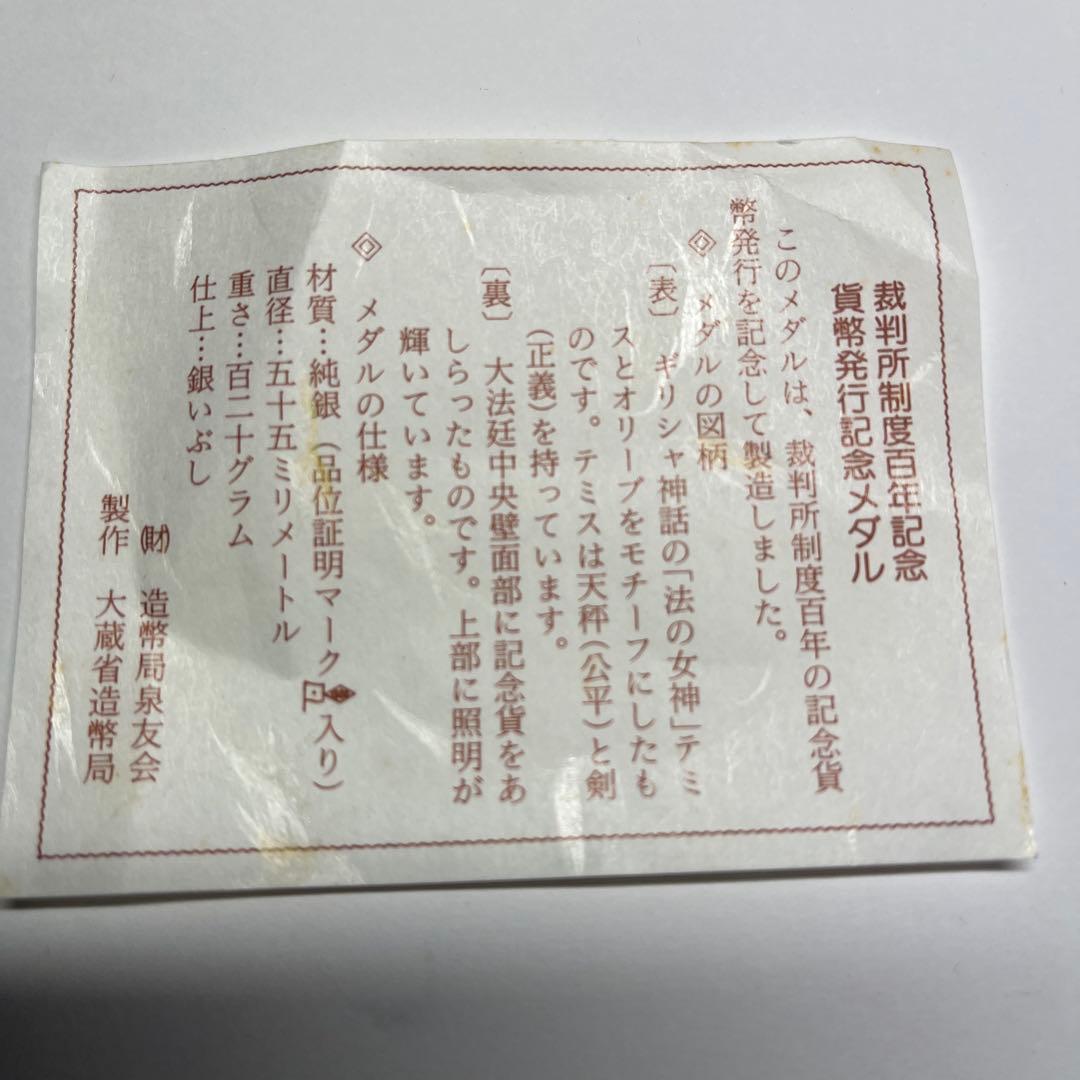 裁判所制度百年記念
貨幣発行記念メダル
このメダルは、裁判所制度百年の記念貨
幣発行を記念して製造しました。
◇ メダルの図柄
〔表〕 ギリシャ神話の「法の女神」テミ
スとオリーブをモチーフにしたも
のです。テミスは天秤(公平)と剣
(正義)を持っています。
〔裏〕 大法廷中央壁面部に記念貨をあ
しらったものです。上部に照明が
輝いています。
◇ メダルの仕様
材質…純銀(品位証明マーク入り)
直径…五十五ミリメートル
重さ…百二十グラム
仕上…銀いぶし
㈶ 造幣局泉友会
製作 大蔵省造幣局